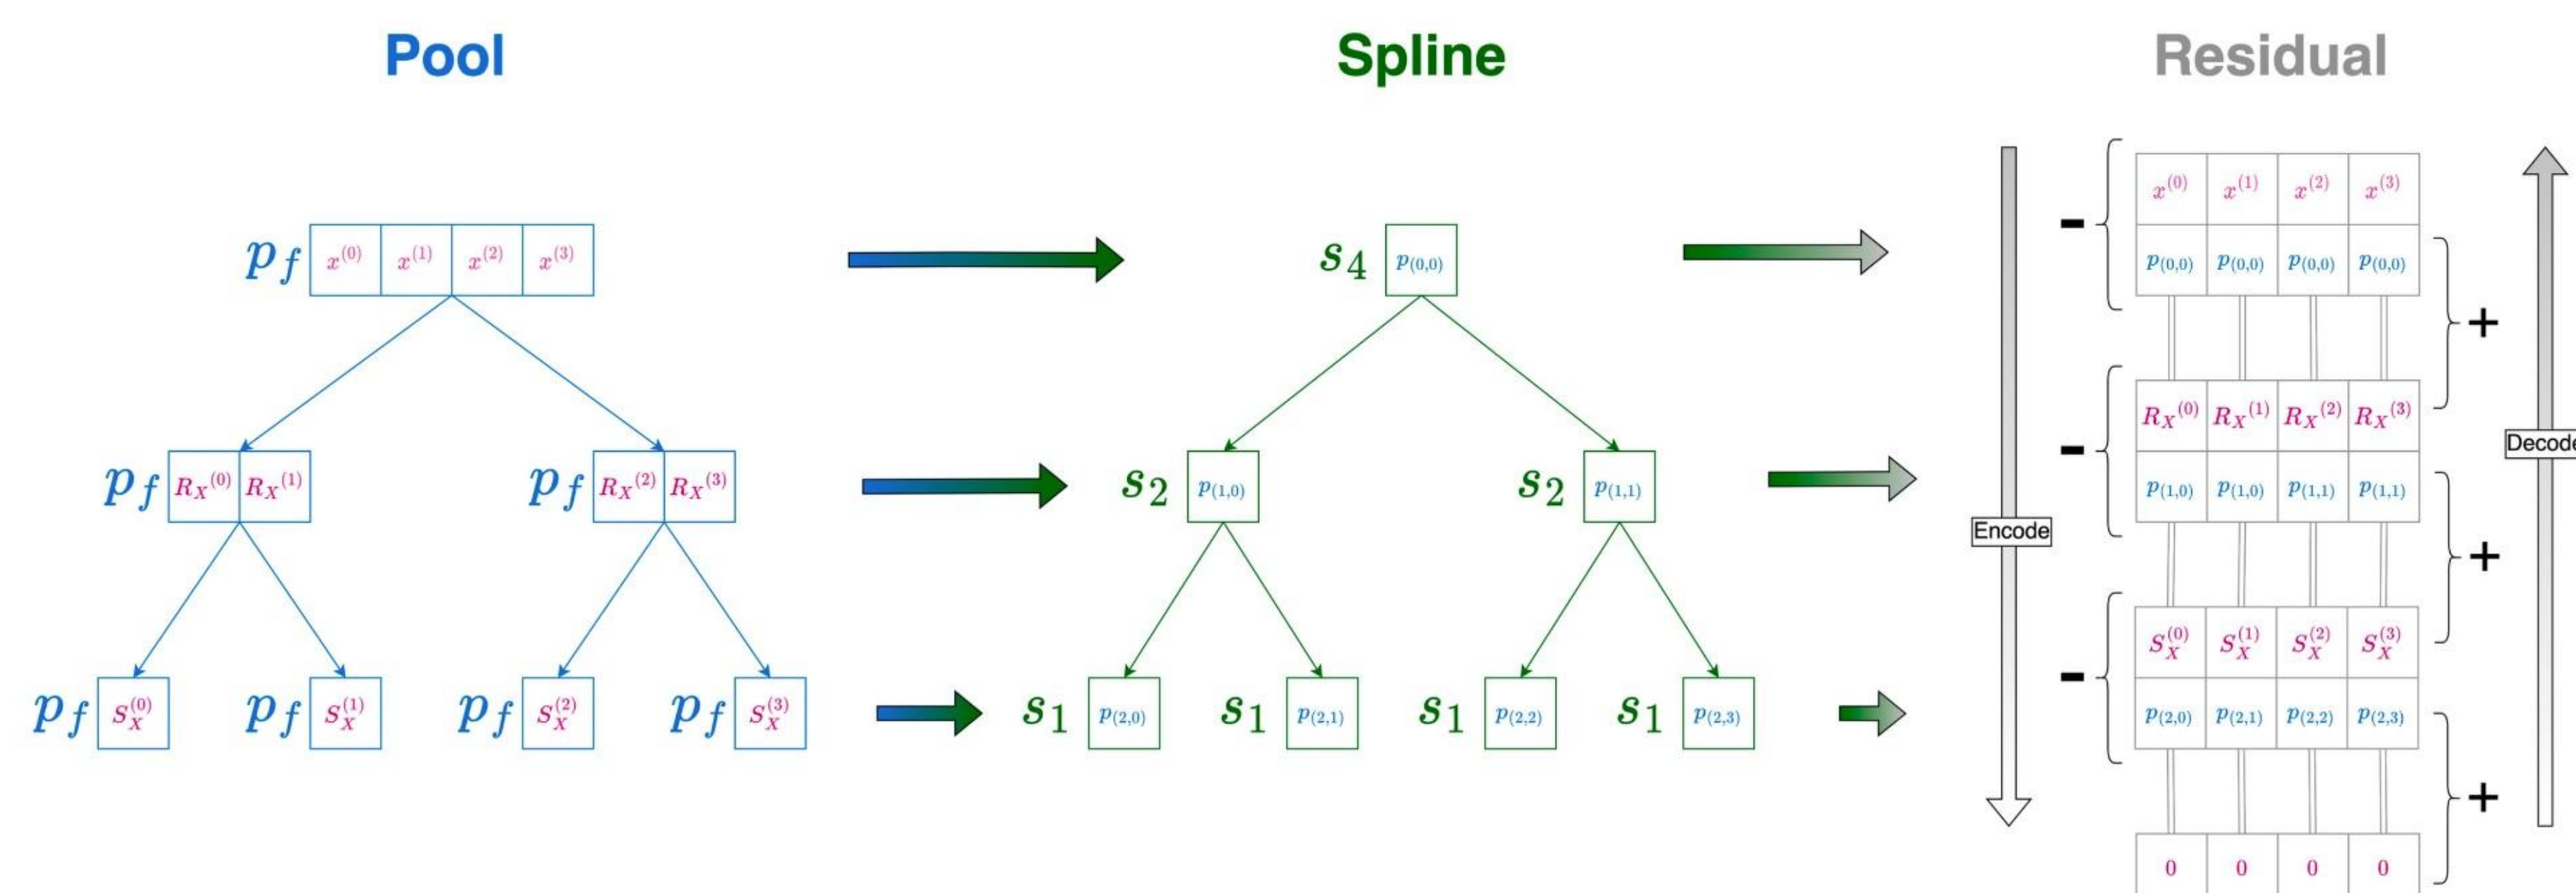 Pool Spline Residual
x^{(0)} x^{(1)} x^{(2)} x^{(3)}
p_f x^{(0)} x^{(1)} x^{(2)} x^{(3)} s_4 p_{(0,0)} - p_{(0,0)} p_{(0,0)} p_{(0,0)} p_{(0,0)}
+
R_X^{(0)} R_X^{(1)} R_X^{(2)} R_X^{(3)}
Decode
p_f R_X^{(0)} R_X^{(1)} p_f R_X^{(2)} R_X^{(3)} s_2 p_{(1,0)} s_2 p_{(1,1)} - p_{(1,0)} p_{(1,0)} p_{(1,1)} p_{(1,1)}
Encode
+
S_X^{(0)} S_X^{(1)} S_X^{(2)} S_X^{(3)}
p_f S_X^{(0)} p_f S_X^{(1)} p_f S_X^{(2)} p_f S_X^{(3)} s_1 p_{(2,0)} s_1 p_{(2,1)} s_1 p_{(2,2)} s_1 p_{(2,3)} - p_{(2,0)} p_{(2,1)} p_{(2,2)} p_{(2,3)}
+
0 0 0 0